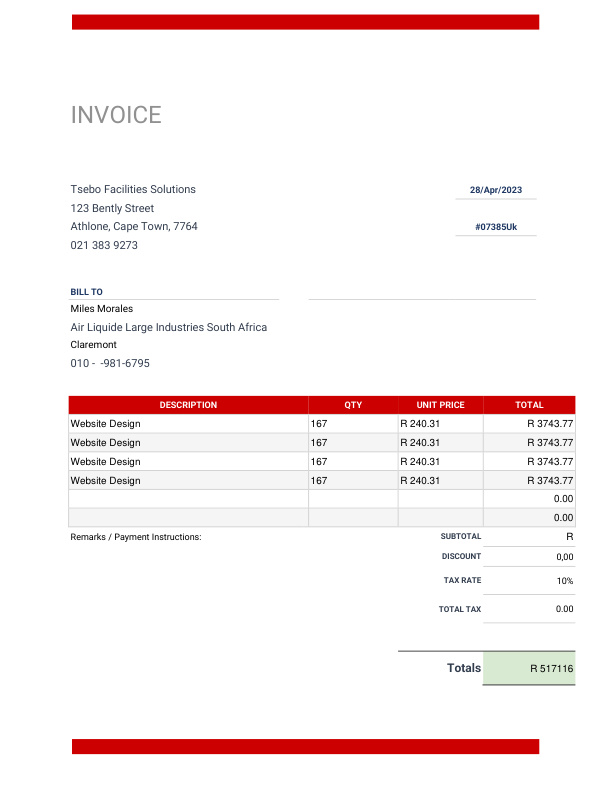 INVOICE
Tsebo Facilities Solutions
28/Apr/2023
123 Bently Street
Athlone, Cape Town, 7764
#07385Uk
021 383 9273
BILL TO
Miles Morales
Air Liquide Large Industries South Africa
Claremont
010 -  -981-6795
DESCRIPTION QTY UNIT PRICE TOTAL
Website Design 167 R 240.31 R 3743.77
Website Design 167 R 240.31 R 3743.77
Website Design 167 R 240.31 R 3743.77
Website Design 167 R 240.31 R 3743.77
0.00
0.00
Remarks / Payment Instructions: SUBTOTAL R
DISCOUNT 0,00
TAX RATE 10%
TOTAL TAX 0.00
Totals R 517116